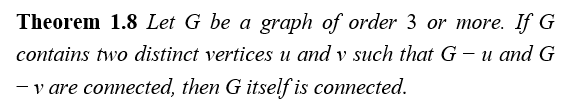 Theorem 1.8 Let G be a graph of order 3 or more. If G
contains two distinct vertices u and v such that G − u and G
− v are connected, then G itself is connected.